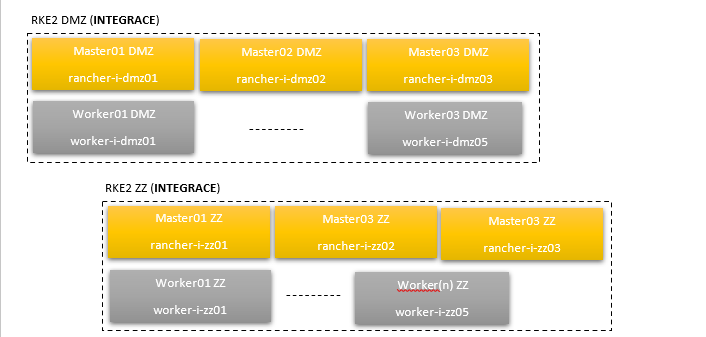 RKE2 DMZ (INTEGRACE)
Master01 DMZ
rancher-i-dmz01
Master02 DMZ
rancher-i-dmz02
Master03 DMZ
rancher-i-dmz03
Worker01 DMZ
worker-i-dmz01
Worker03 DMZ
worker-i-dmz05
RKE2 ZZ (INTEGRACE)
Master01 ZZ
rancher-i-zz01
Master03 ZZ
rancher-i-zz02
Master03 ZZ
rancher-i-zz03
Worker01 ZZ
worker-i-zz01
Worker(n) ZZ
worker-i-zz05